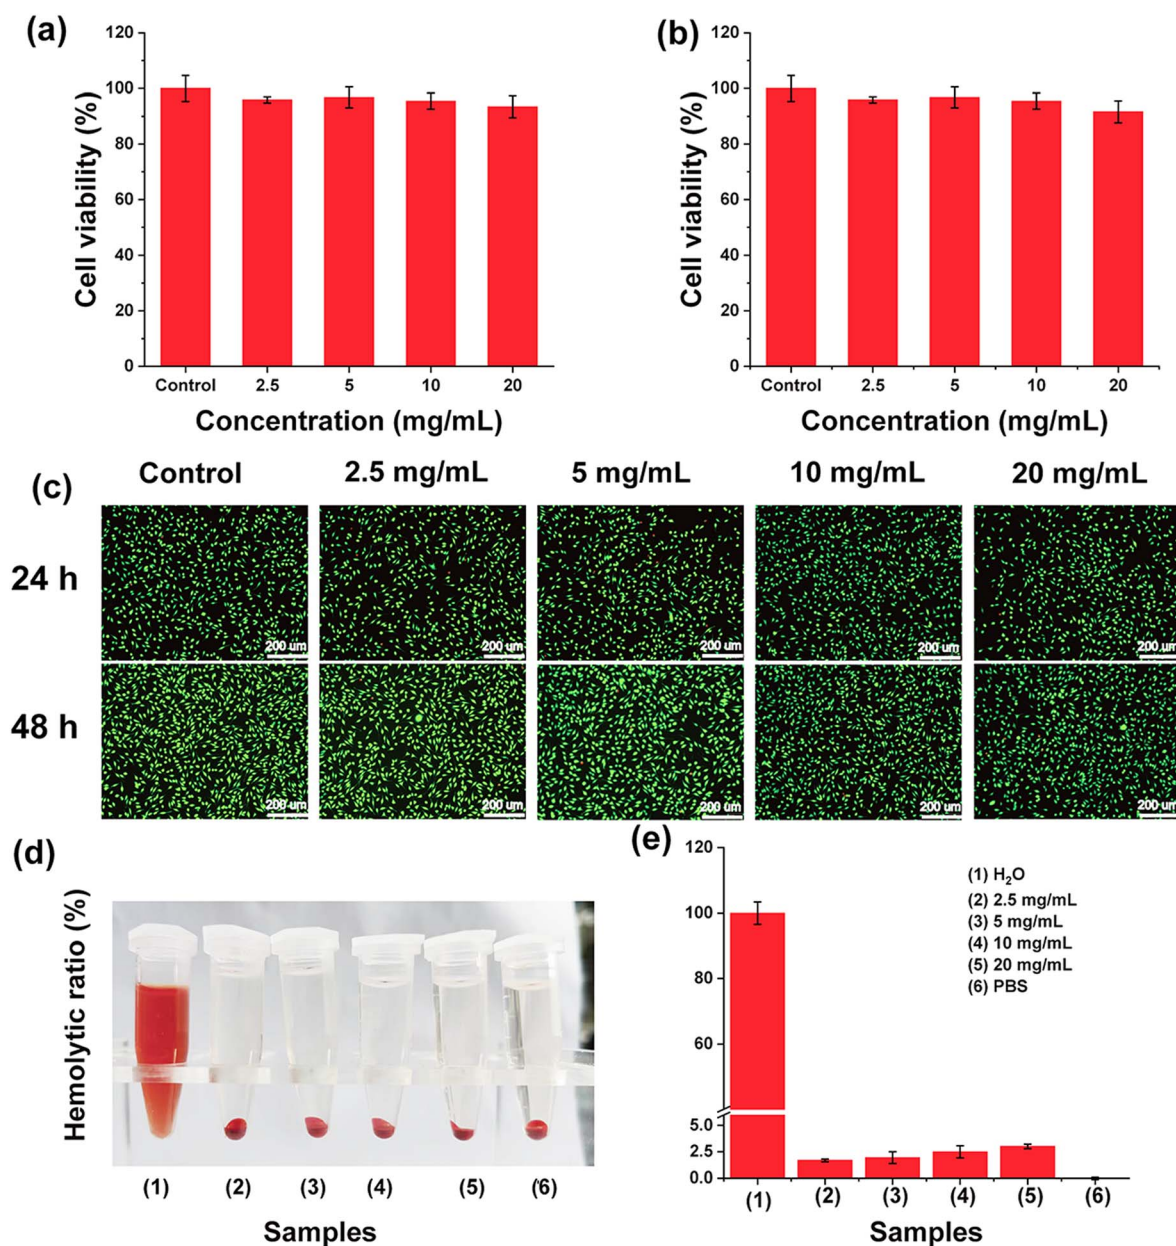 (a)
120
100
80
60
40
20
0
Cell viability (%)
Control 2.5 5 10 20
Concentration (mg/mL)
(b)
120
100
80
60
40
20
0
Cell viability (%)
Control 2.5 5 10 20
Concentration (mg/mL)
(c)
Control 2.5 mg/mL 5 mg/mL 10 mg/mL 20 mg/mL
24 h
200 um 200 um 200 um 200 um 200 um
48 h
200 um 200 um 200 um 200 um 200 um
(d)
Hemolytic ratio (%)
(1) (2) (3) (4) (5) (6)
Samples
(e)
120
100
80
60
5.0
2.5
0.0
(1) H₂O
(2) 2.5 mg/mL
(3) 5 mg/mL
(4) 10 mg/mL
(5) 20 mg/mL
(6) PBS
(1) (2) (3) (4) (5) (6)
Samples